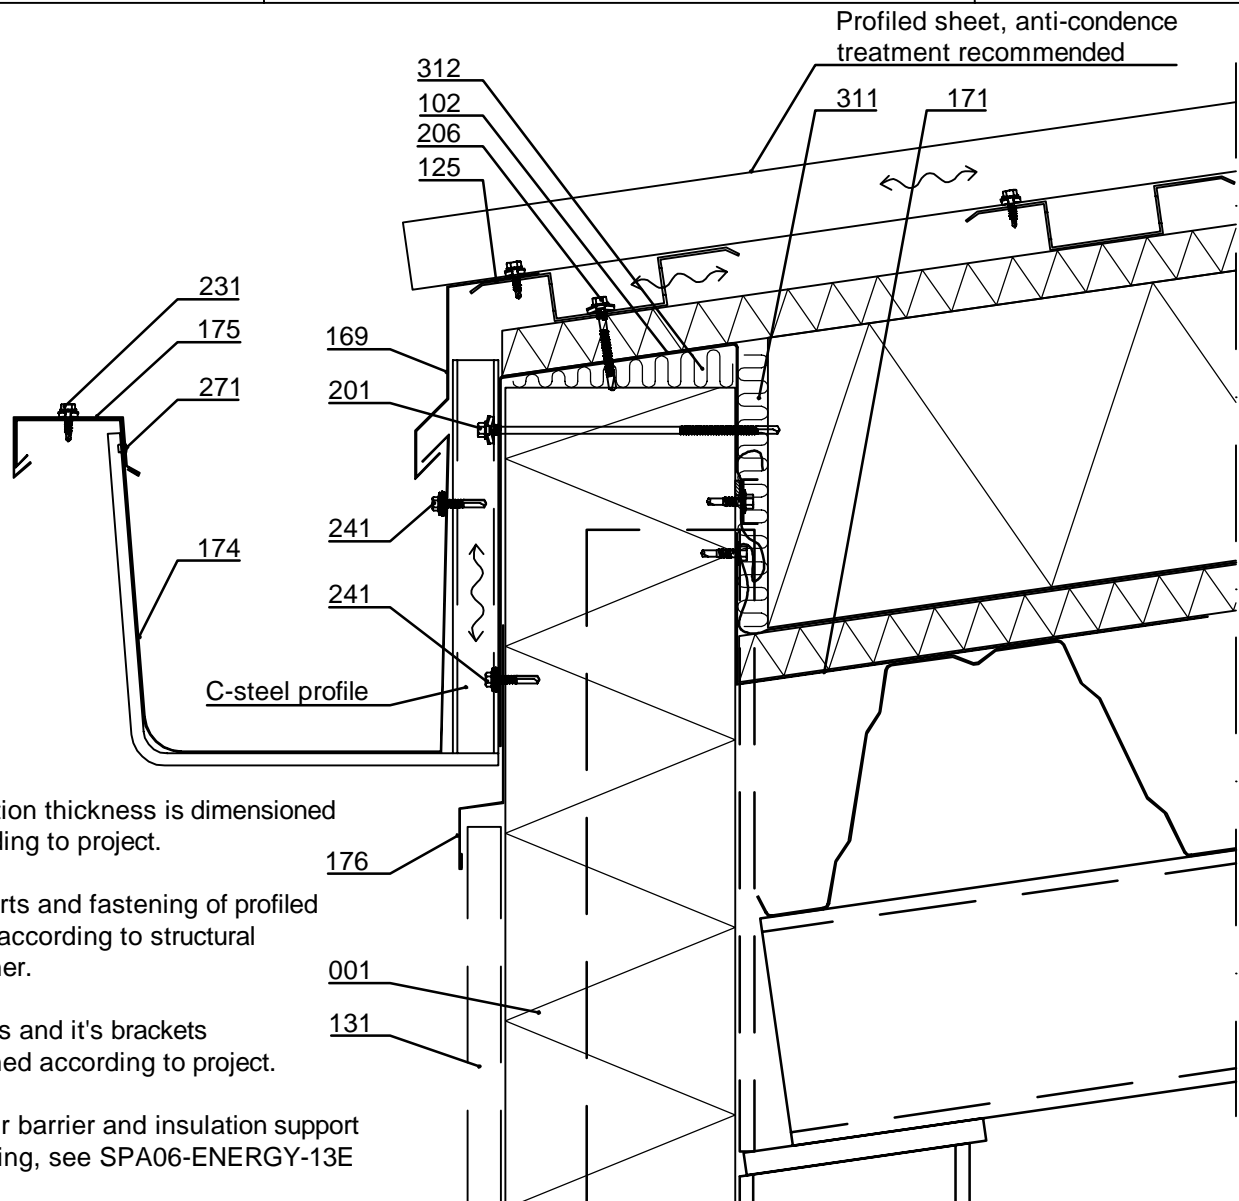 Profiled sheet, anti-condence
treatment recommended
312
102
206
125
311
171
231
175
271
169
201
241
174
241
C-steel profile
tion thickness is dimensioned
ding to project.
176
rts and fastening of profiled
according to structural
ner.
001
s and it's brackets
131
ned according to project.
r barrier and insulation support
ing, see SPA06-ENERGY-13E